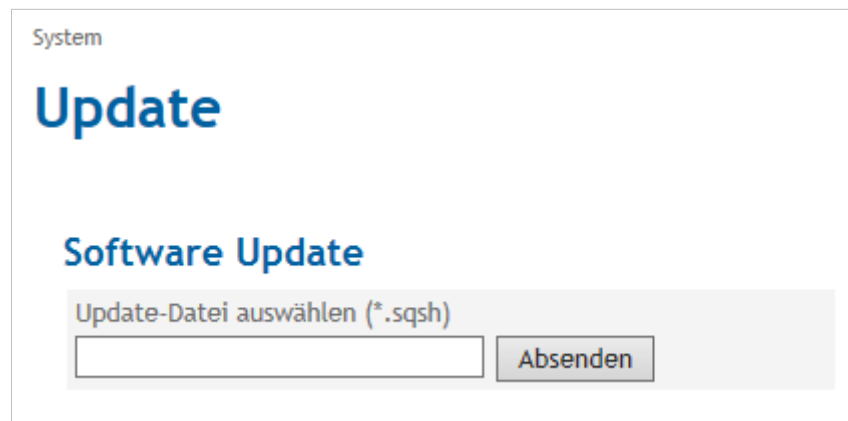 System
Update
Software Update
Update-Datei auswählen (*.sqsh)
Absenden